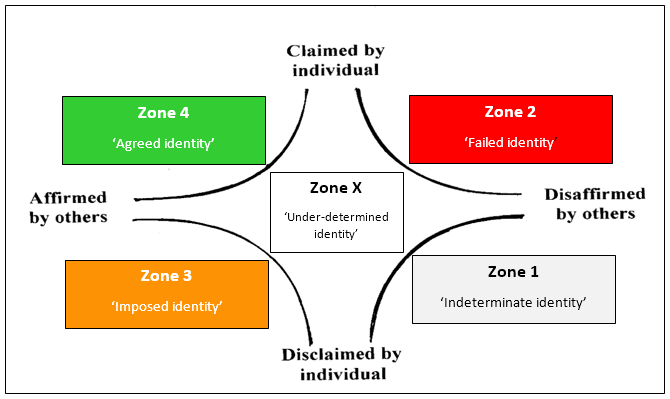 Claimed by
individual
Zone 4
‘Agreed identity’
Zone 2
‘Failed identity
Affirmed
by others
Zone X
‘Under-determined
identity’
Disaffirmed
by others
Zone 3
‘Imposed identity’
Zone 1
‘Indeterminate identity’
Disclaimed by
individual